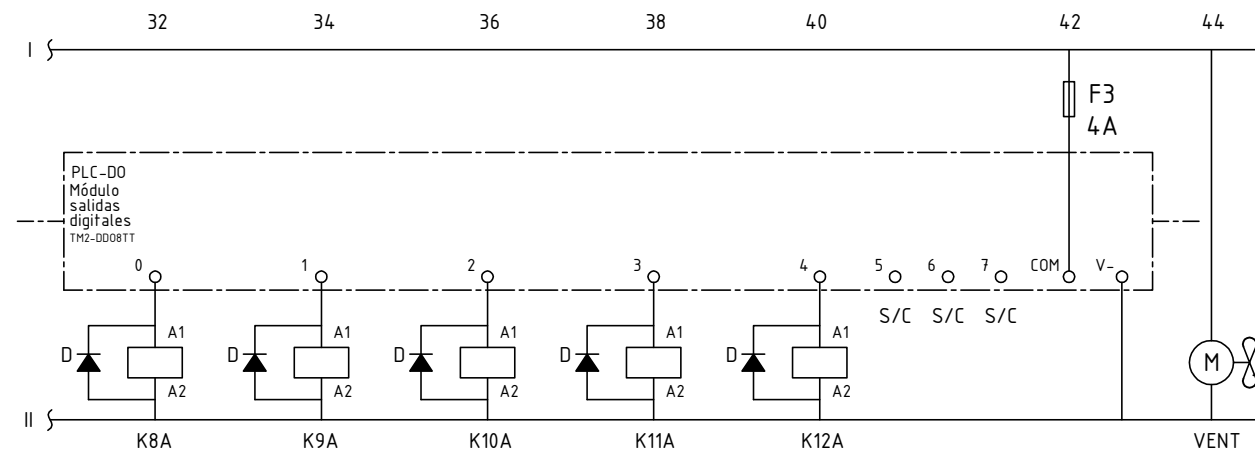 32 34 36 38 40 42 44
I
F3
4A
PLC-DO
Módulo
salidas
digitales
TM2-DDO8TT
0 1 2 3 4 5 6 7 COM V-
S/C S/C S/C
A1 A1 A1 A1 A1
D D D D D M
A2 A2 A2 A2 A2
II
K8A K9A K10A K11A K12A VENT